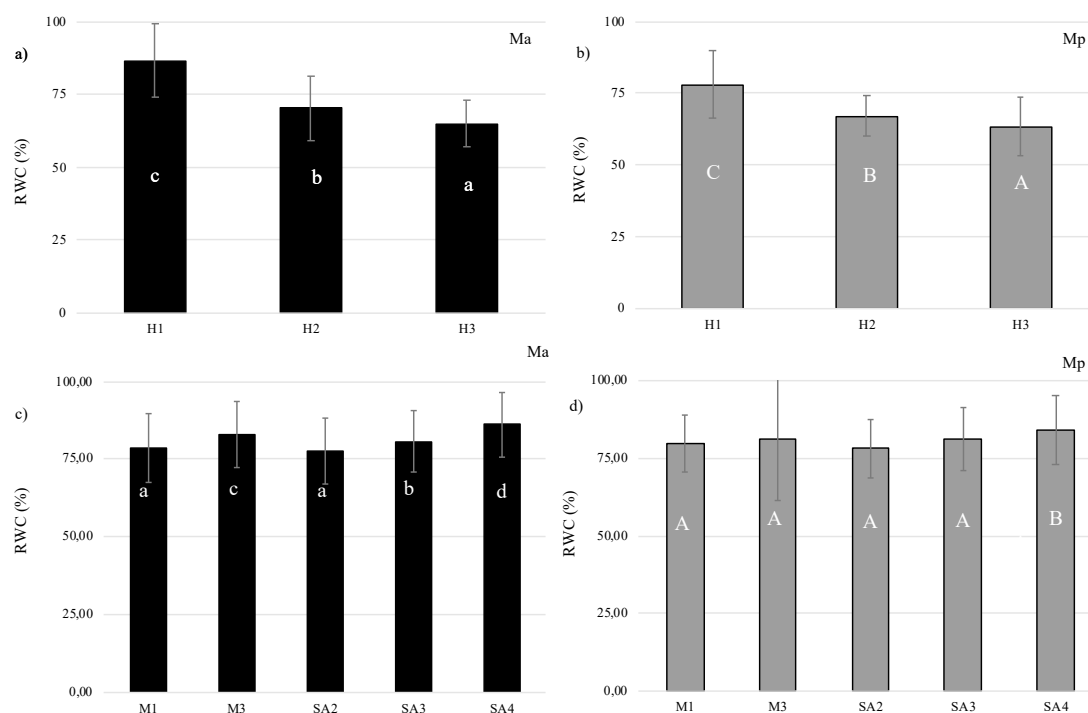 a)
Ma
RWC (%)
100
75
50
25
0
c
b
a
H1
H2
H3
b)
Mp
RWC (%)
100
75
50
25
0
C
B
A
H1
H2
H3
c)
Ma
RWC (%)
100,00
75,00
50,00
25,00
0,00
a
c
a
b
d
M1
M3
SA2
SA3
SA4
d)
Mp
RWC (%)
100,00
75,00
50,00
25,00
0,00
A
A
A
A
B
M1
M3
SA2
SA3
SA4